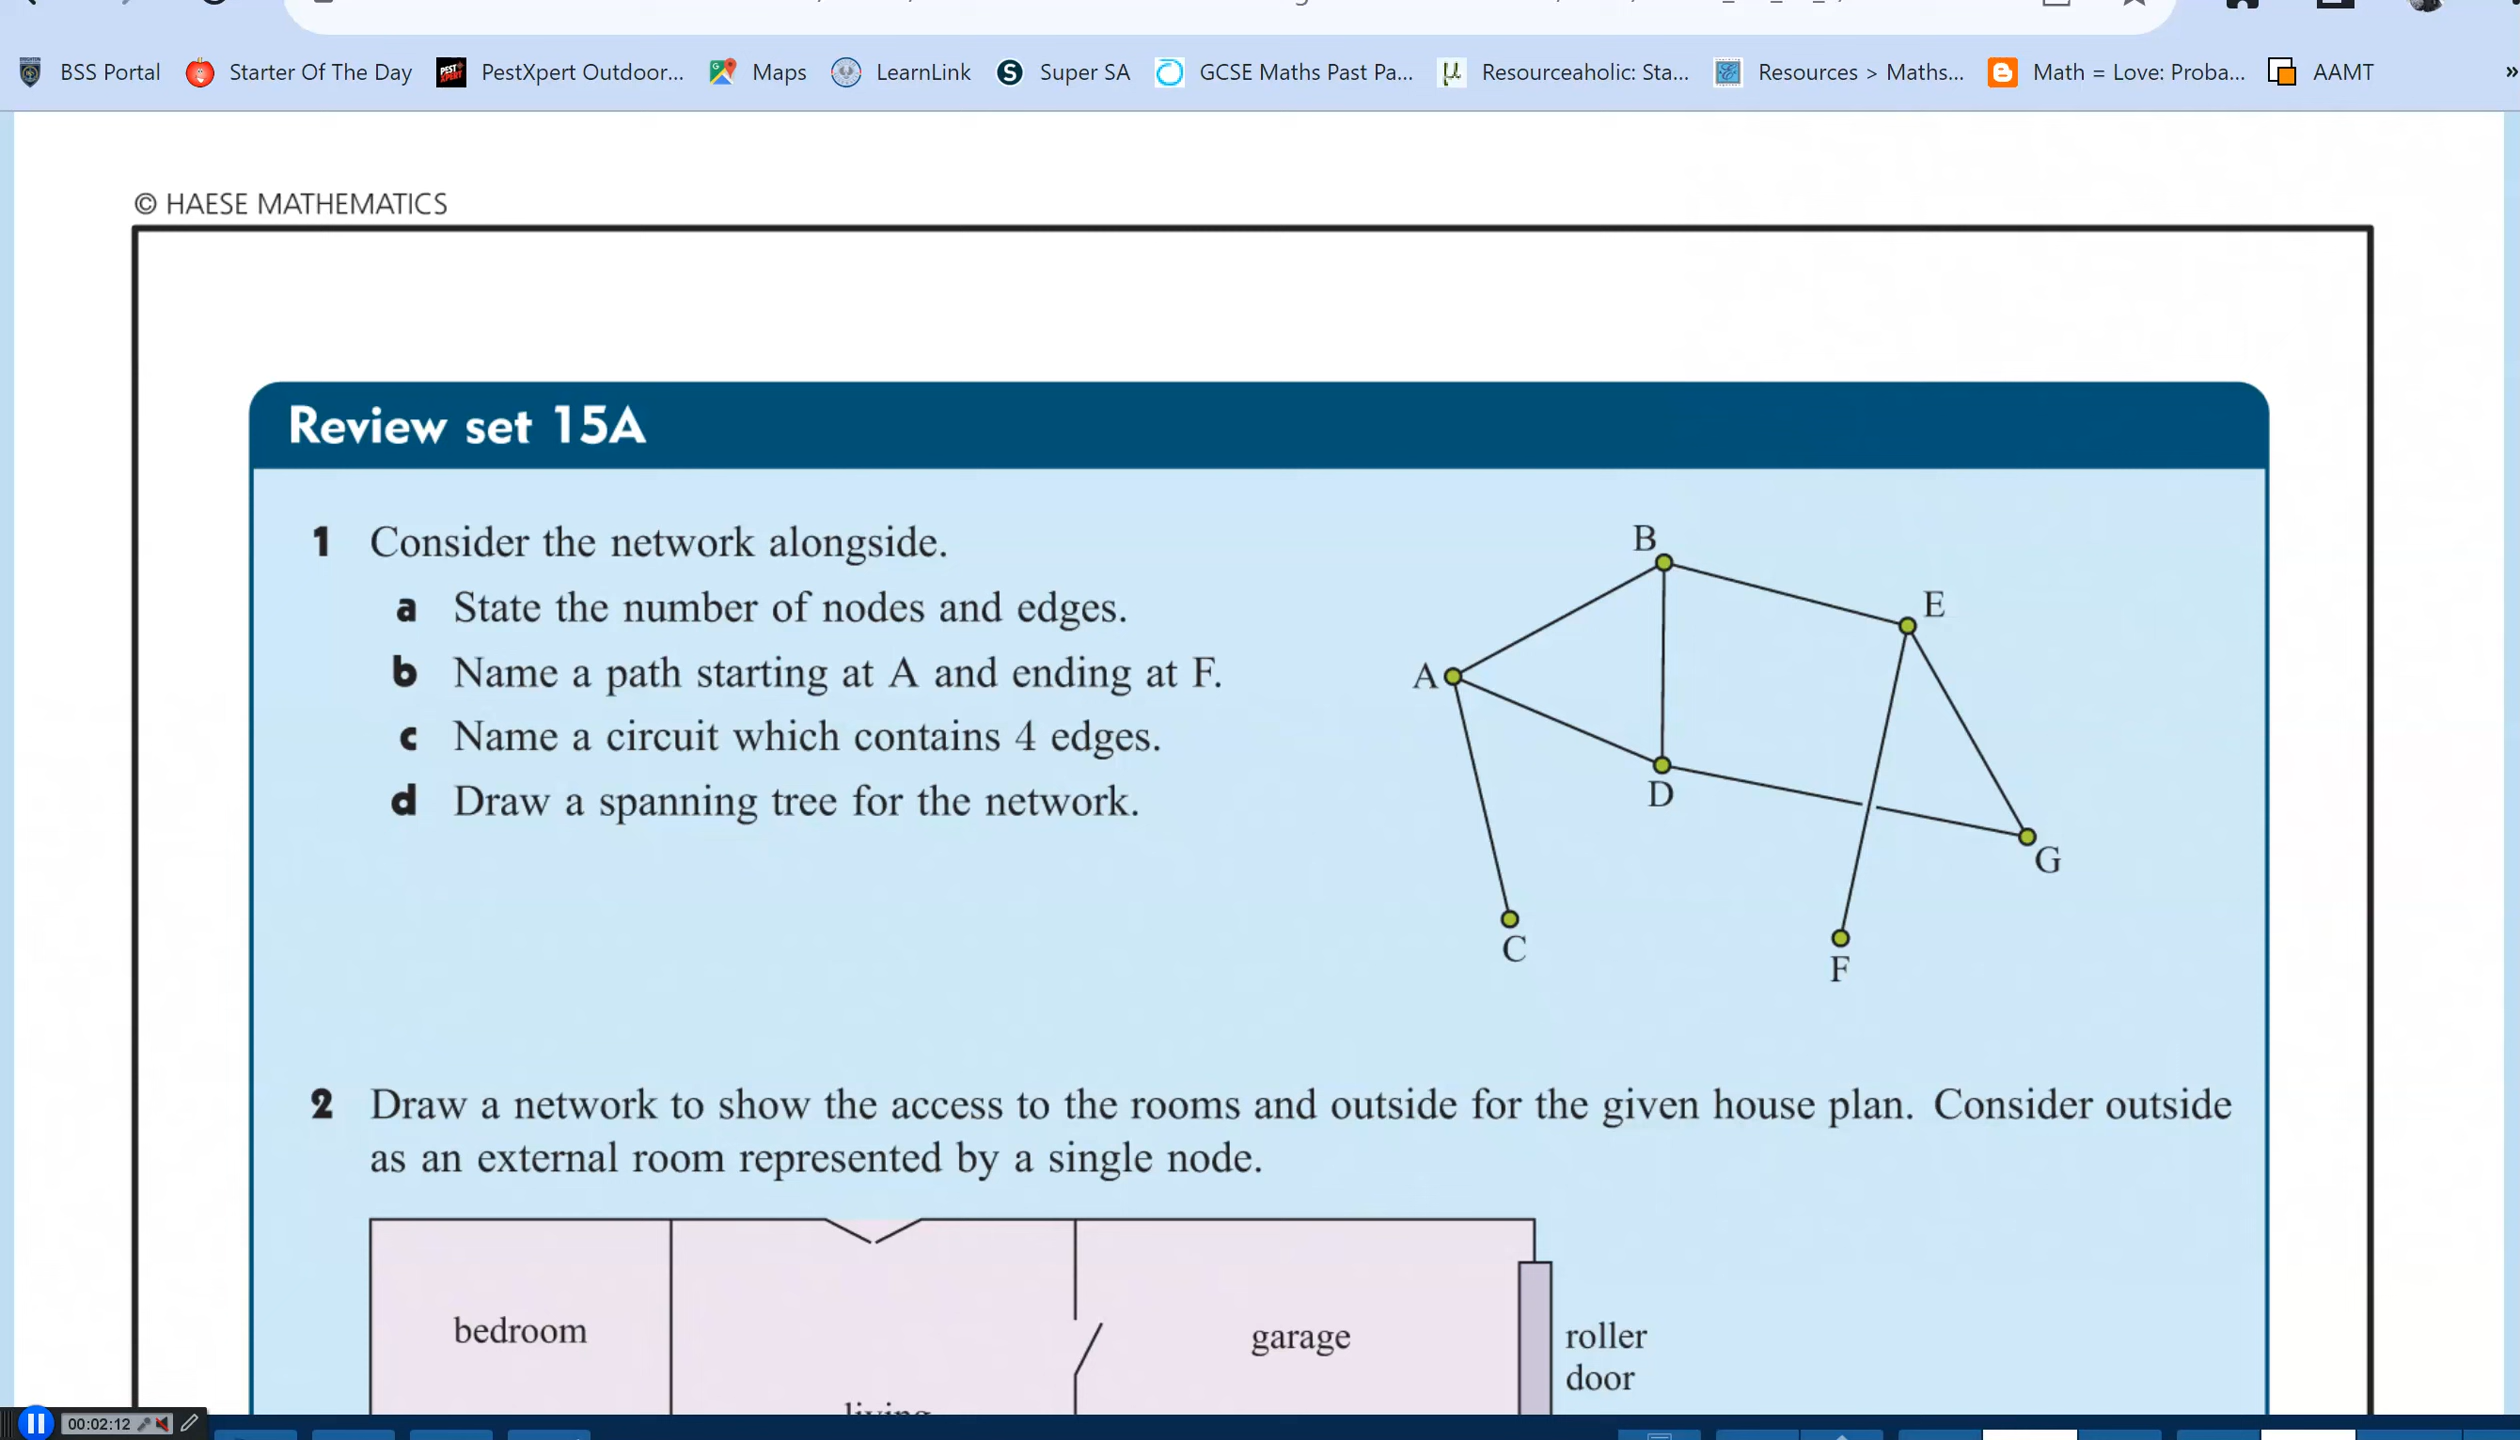 BSS Portal Starter Of The Day PestXpert Outdoor... Maps LearnLink Super SA GCSE Maths Past Pa... Resourceaholic: Sta... Resources > Maths... Math = Love: Proba... AAMT »
© HAESE MATHEMATICS
Review set 15A
1 Consider the network alongside.
a State the number of nodes and edges.
b Name a path starting at A and ending at F.
c Name a circuit which contains 4 edges.
d Draw a spanning tree for the network.
B
E
A
D
G
C
F
2 Draw a network to show the access to the rooms and outside for the given house plan. Consider outside
as an external room represented by a single node.
bedroom
garage
roller
door
00:02:12